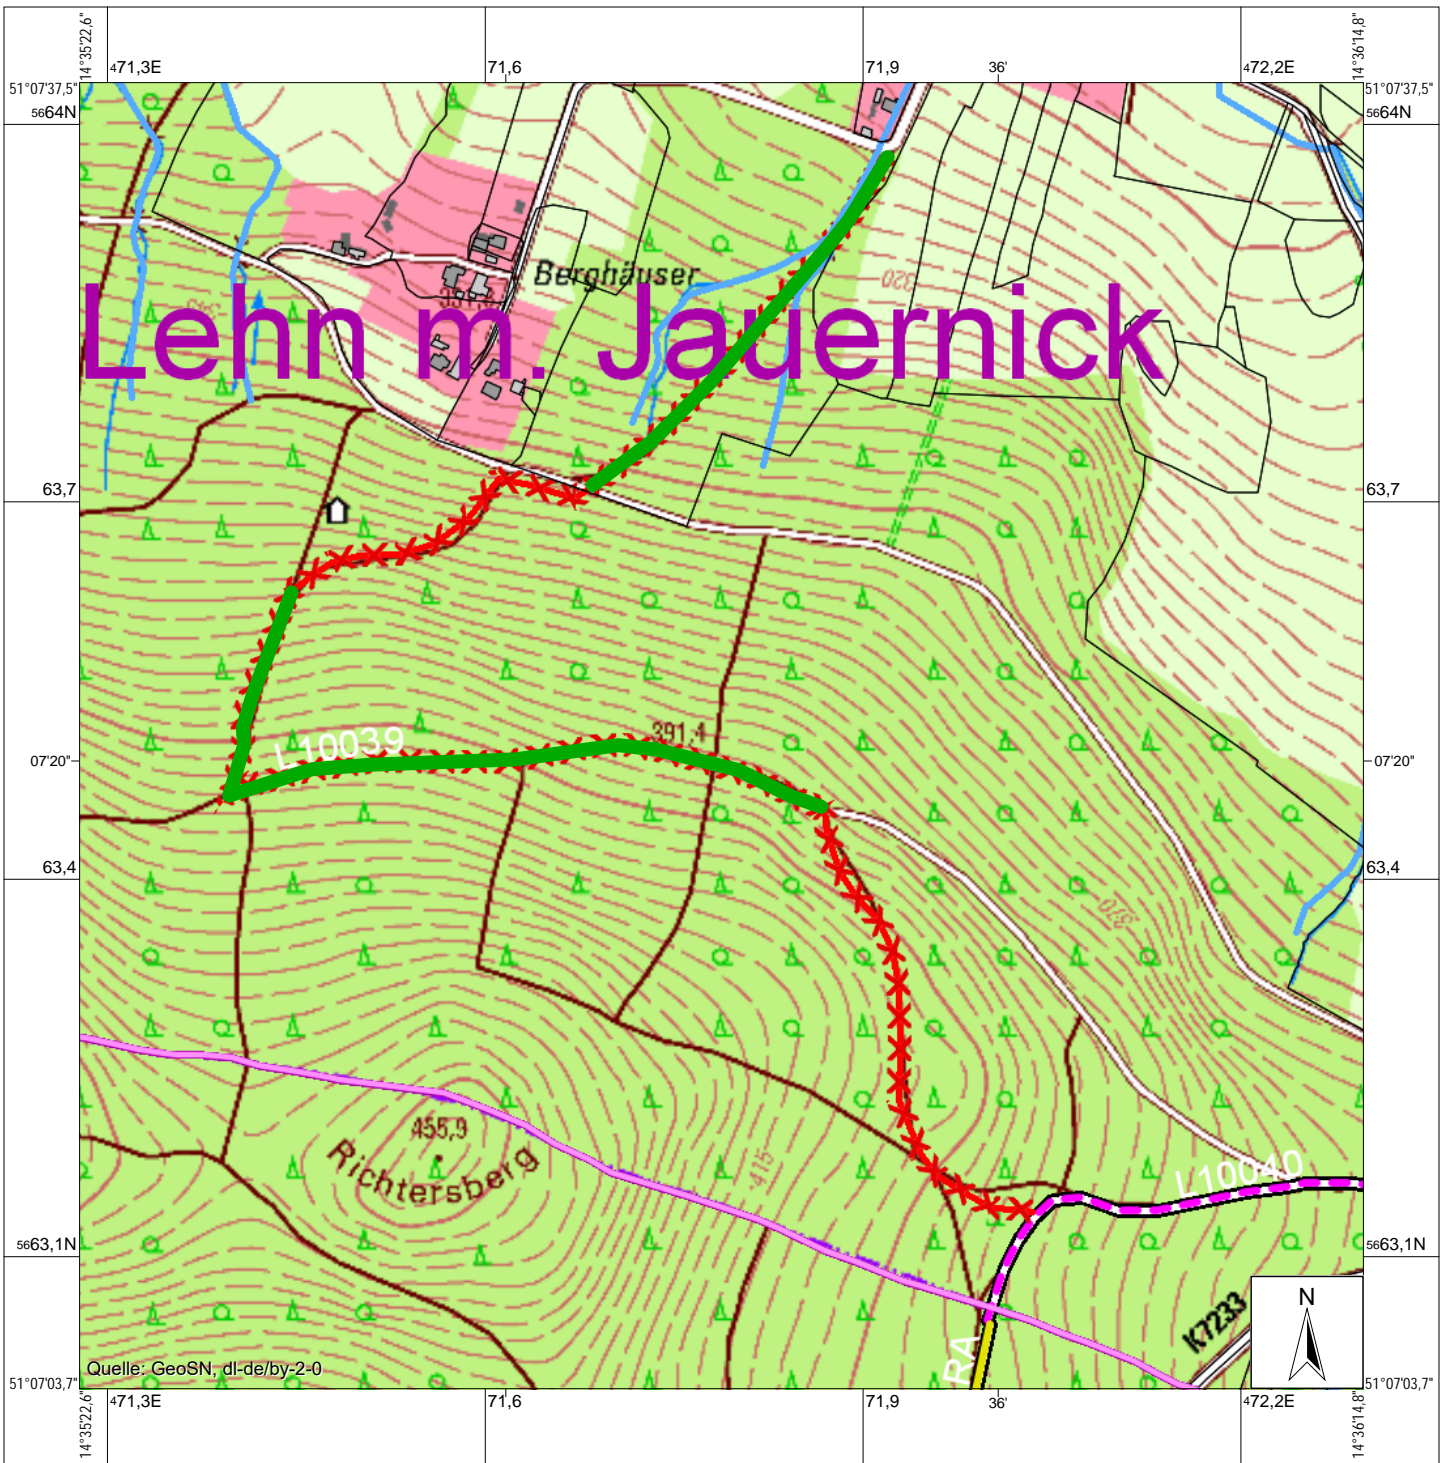 14°35'22,6"
14°36'14,8"
471,3E
71,6
71,9
36'
472,2E
51°07'37,5"
51°07'37,5"
5664N
5664N
320
Berghäuser
Lehn m. Jauernick
63,7
63,7
391,4
L10039
07'20"
07'20"
63,4
63,4
370
455,9
Richtersberg
415
L10040
5663,1N
5663,1N
N
K7233
RA
Quelle: GeoSN, dl-de/by-2-0
51°07'03,7"
51°07'03,7"
471,3E
71,6
71,9
36'
472,2E
14°35'22,6"
14°36'14,8"